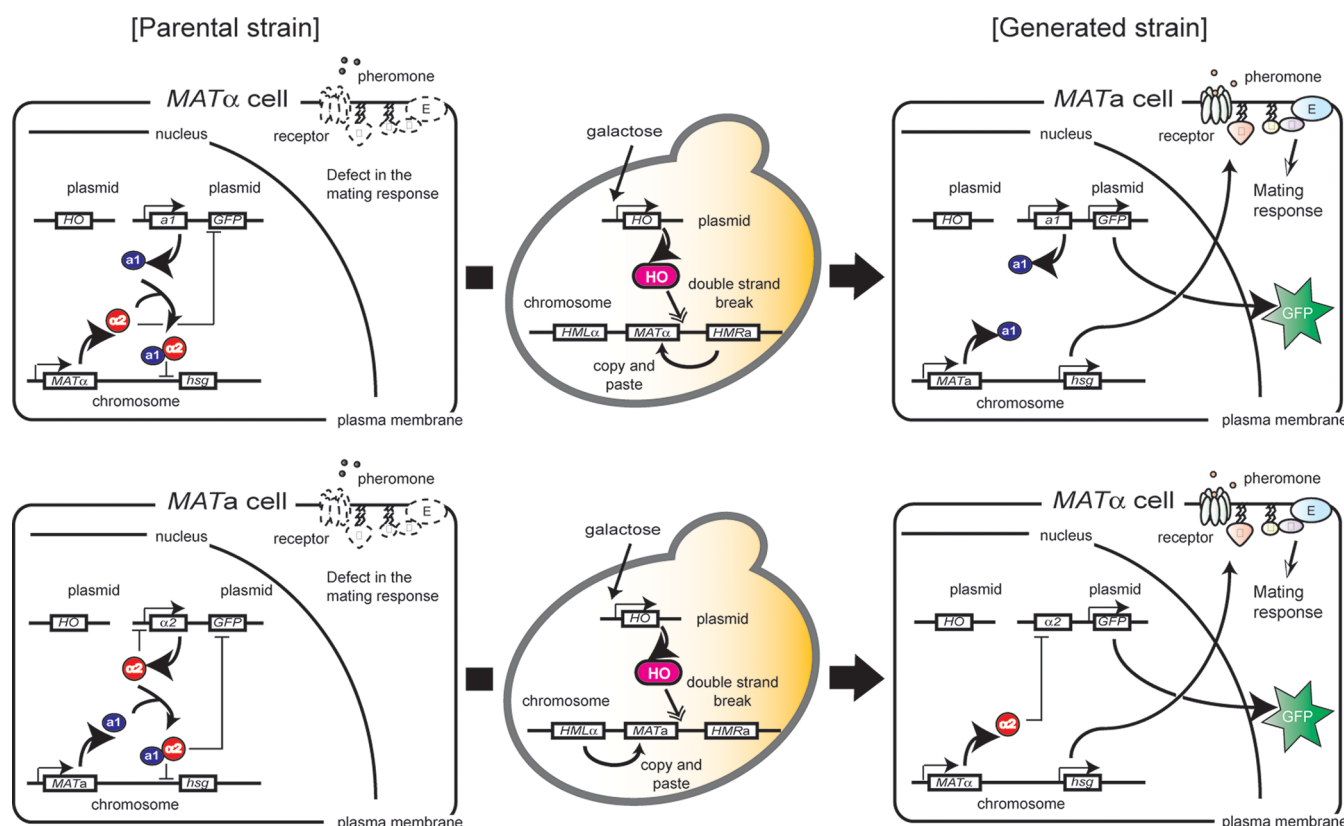 [Parental strain]
[Generated strain]
pheromone
MATα cell
E
receptor
nucleus
Defect in the
mating response
plasmid
plasmid
HO
a1
GFP
a1
α2
a1
α2
MATα
hsg
chromosome
plasma membrane
galactose
HO
plasmid
HO
double strand
break
chromosome
HMLα
MATα
HMRa
copy and
paste
pheromone
MATa cell
E
receptor
nucleus
Mating
response
plasmid
plasmid
HO
a1
GFP
a1
a1
GFP
MATa
hsg
chromosome
plasma membrane
pheromone
MATa cell
E
receptor
nucleus
Defect in the
mating response
plasmid
plasmid
HO
α2
GFP
α2
a1
a1
α2
MATa
hsg
chromosome
plasma membrane
galactose
HO
plasmid
HO
double strand
break
chromosome
HMLα
MATa
HMRa
copy and
paste
pheromone
MATα cell
E
receptor
nucleus
Mating
response
plasmid
plasmid
HO
α2
GFP
α2
GFP
MATα
hsg
chromosome
plasma membrane